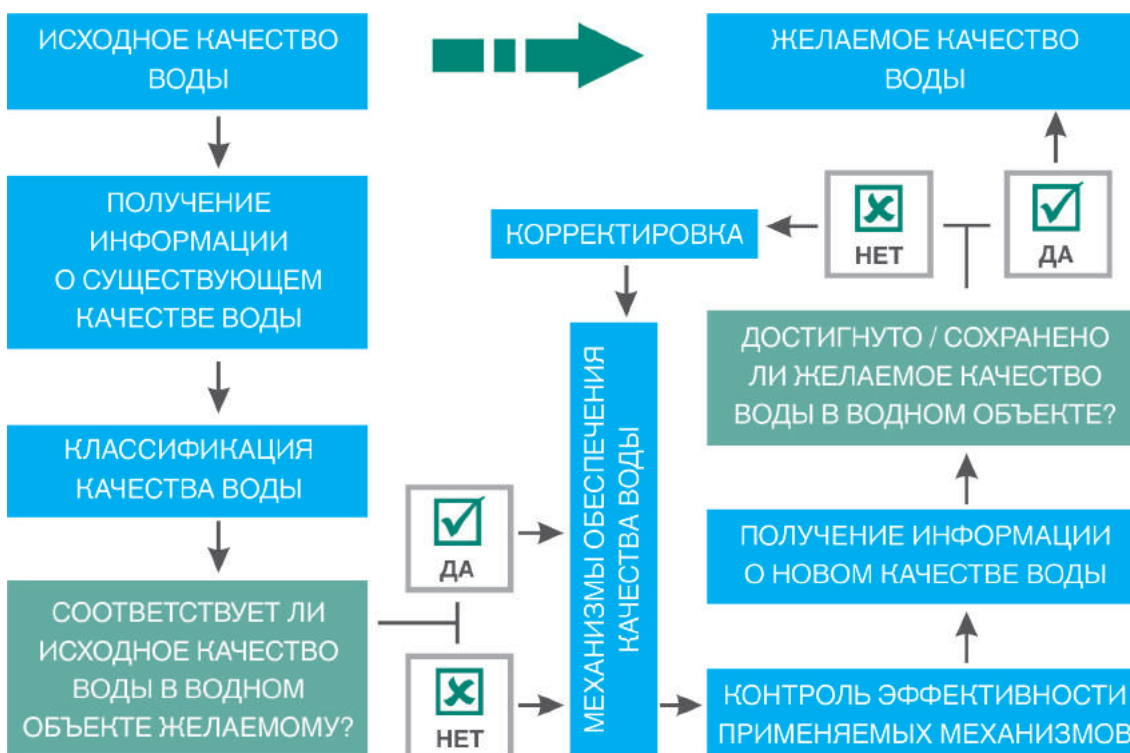 ИСХОДНОЕ КАЧЕСТВО
ВОДЫ
ПОЛУЧЕНИЕ
ИНФОРМАЦИИ
О СУЩЕСТВУЮЩЕМ
КАЧЕСТВЕ ВОДЫ
КЛАССИФИКАЦИЯ
КАЧЕСТВА ВОДЫ
СООТВЕТСТВУЕТ ЛИ
ИСХОДНОЕ КАЧЕСТВО
ВОДЫ В ВОДНОМ
ОБЪЕКТЕ ЖЕЛАЕМОМУ?
ДА
НЕТ
КОРРЕКТИРОВКА
МЕХАНИЗМЫ ОБЕСПЕЧЕНИЯ
КАЧЕСТВА ВОДЫ
КОНТРОЛЬ ЭФФЕКТИВНОСТИ
ПРИМЕНЯЕМЫХ МЕХАНИЗМОВ
ПОЛУЧЕНИЕ ИНФОРМАЦИИ
О НОВОМ КАЧЕСТВЕ ВОДЫ
ДОСТИГНУТО / СОХРАНЕНО
ЛИ ЖЕЛАЕМОЕ КАЧЕСТВО
ВОДЫ В ВОДНОМ ОБЪЕКТЕ?
НЕТ
ДА
ЖЕЛАЕМОЕ КАЧЕСТВО
ВОДЫ